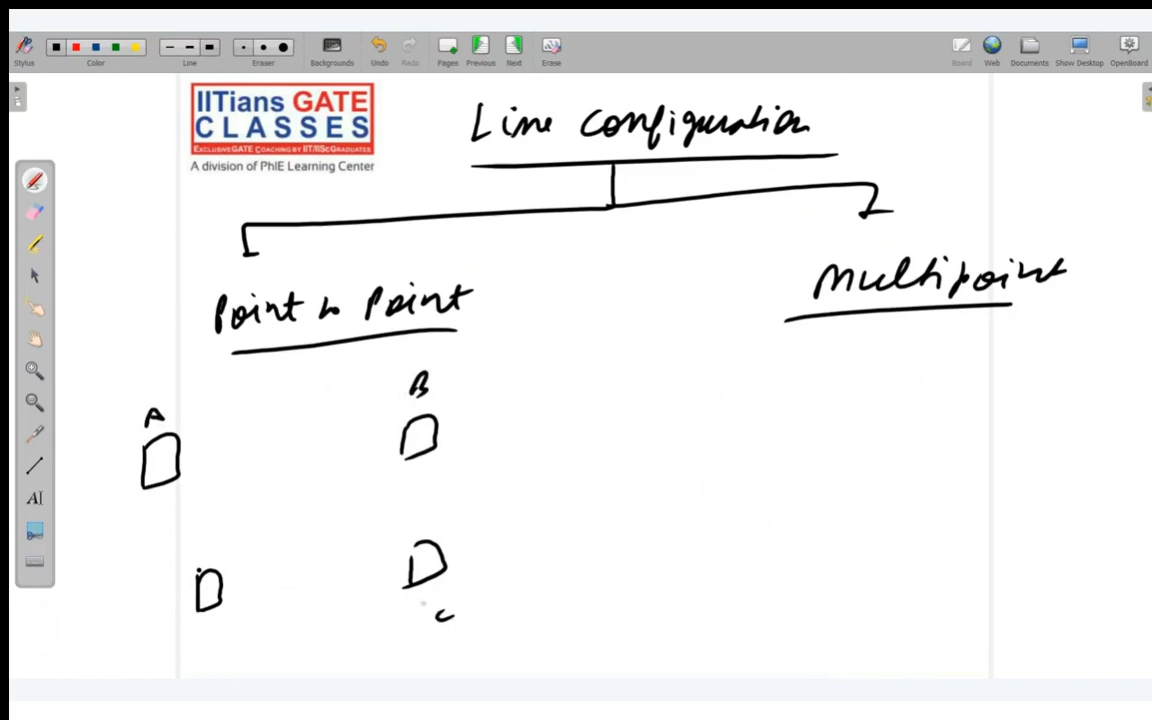 Stylus
Color
Line
Eraser
Backgrounds
Undo
Redo
Pages
Previous
Next
Erase
Board
Web
Documents
Show Desktop
OpenBoard
IITians GATE
CLASSES
EXCLUSIVE GATE COACHING BY IIT/IISc GRADUATES
A division of PhIE Learning Center
Line configuration
Point to Point
Multipoint
A
B
C
AI